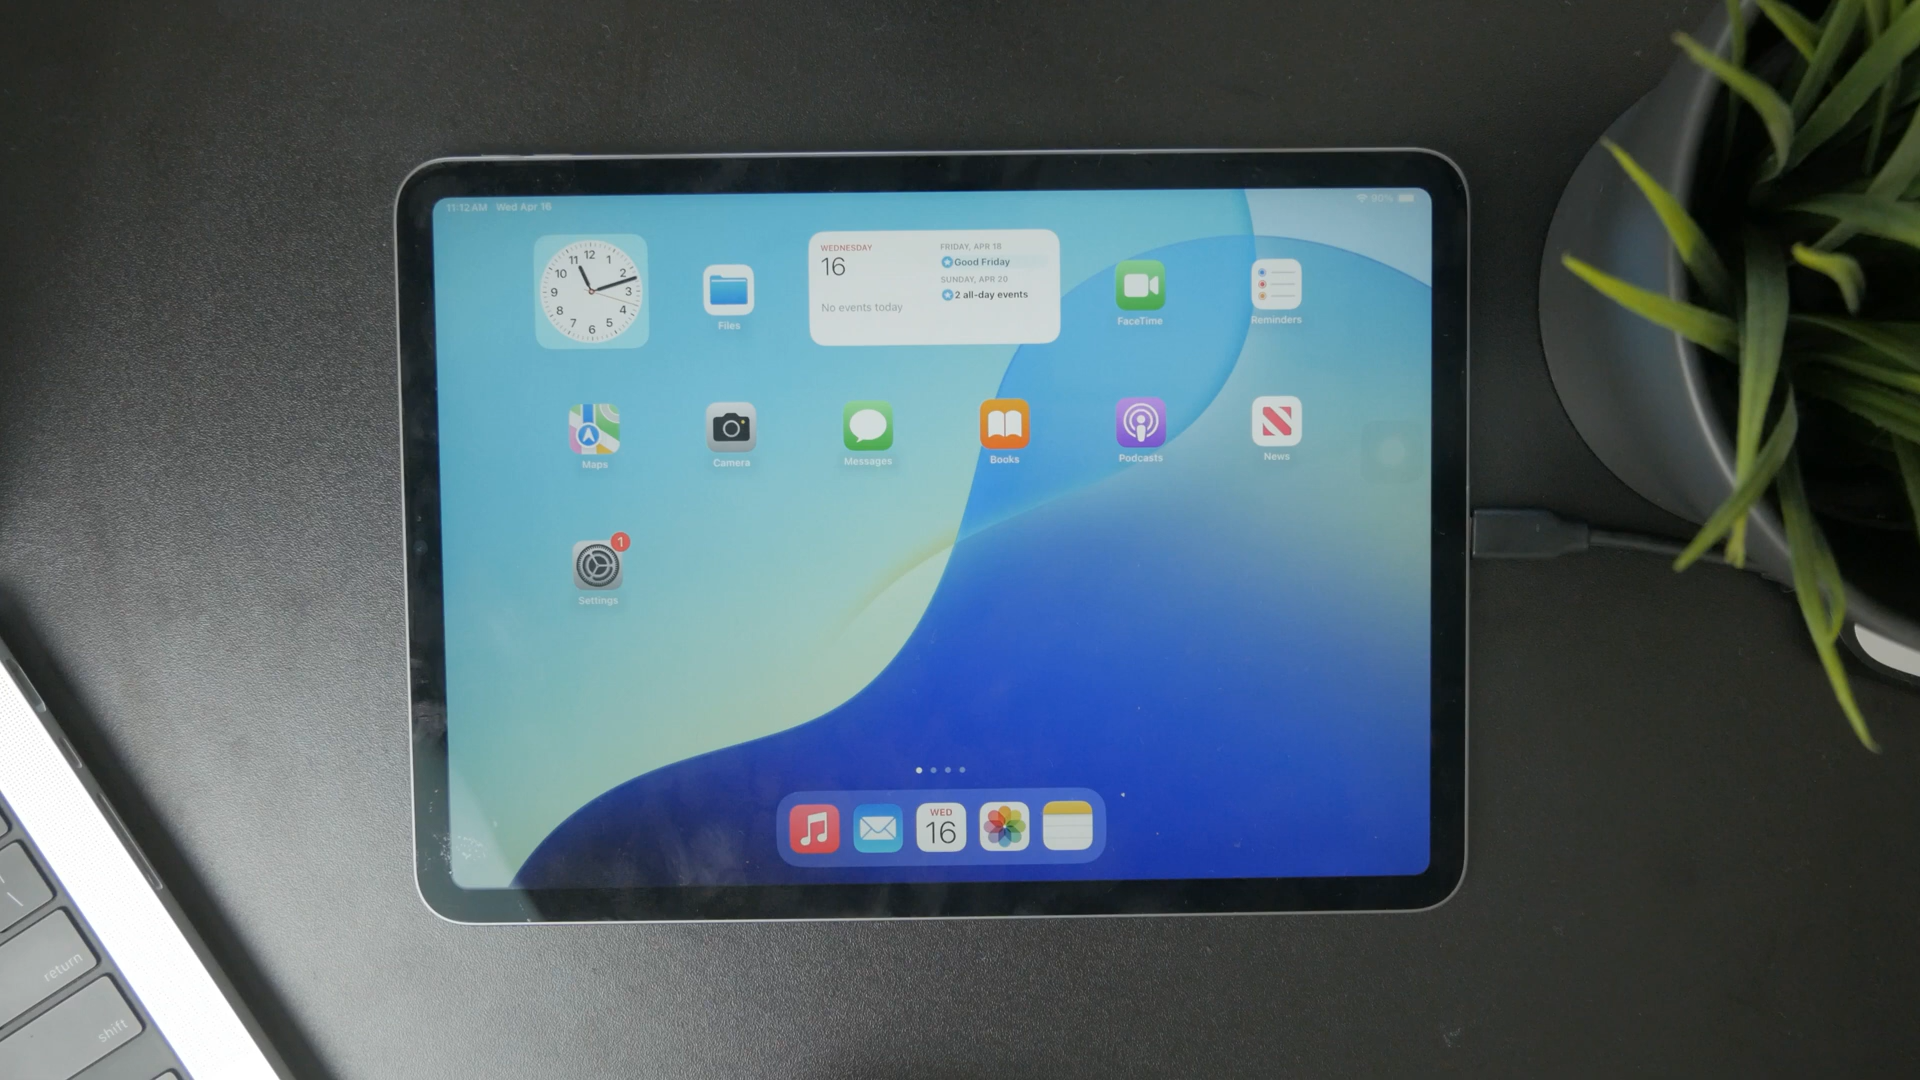 11:12 AM Wed Apr 16
90%
12
1
2
3
4
5
6
7
8
9
10
11
Files
WEDNESDAY
16
No events today
FRIDAY, APR 18
Good Friday
SUNDAY, APR 20
2 all-day events
FaceTime
Reminders
Maps
Camera
Messages
Books
Podcasts
News
1
Settings
WED
16
return
shift